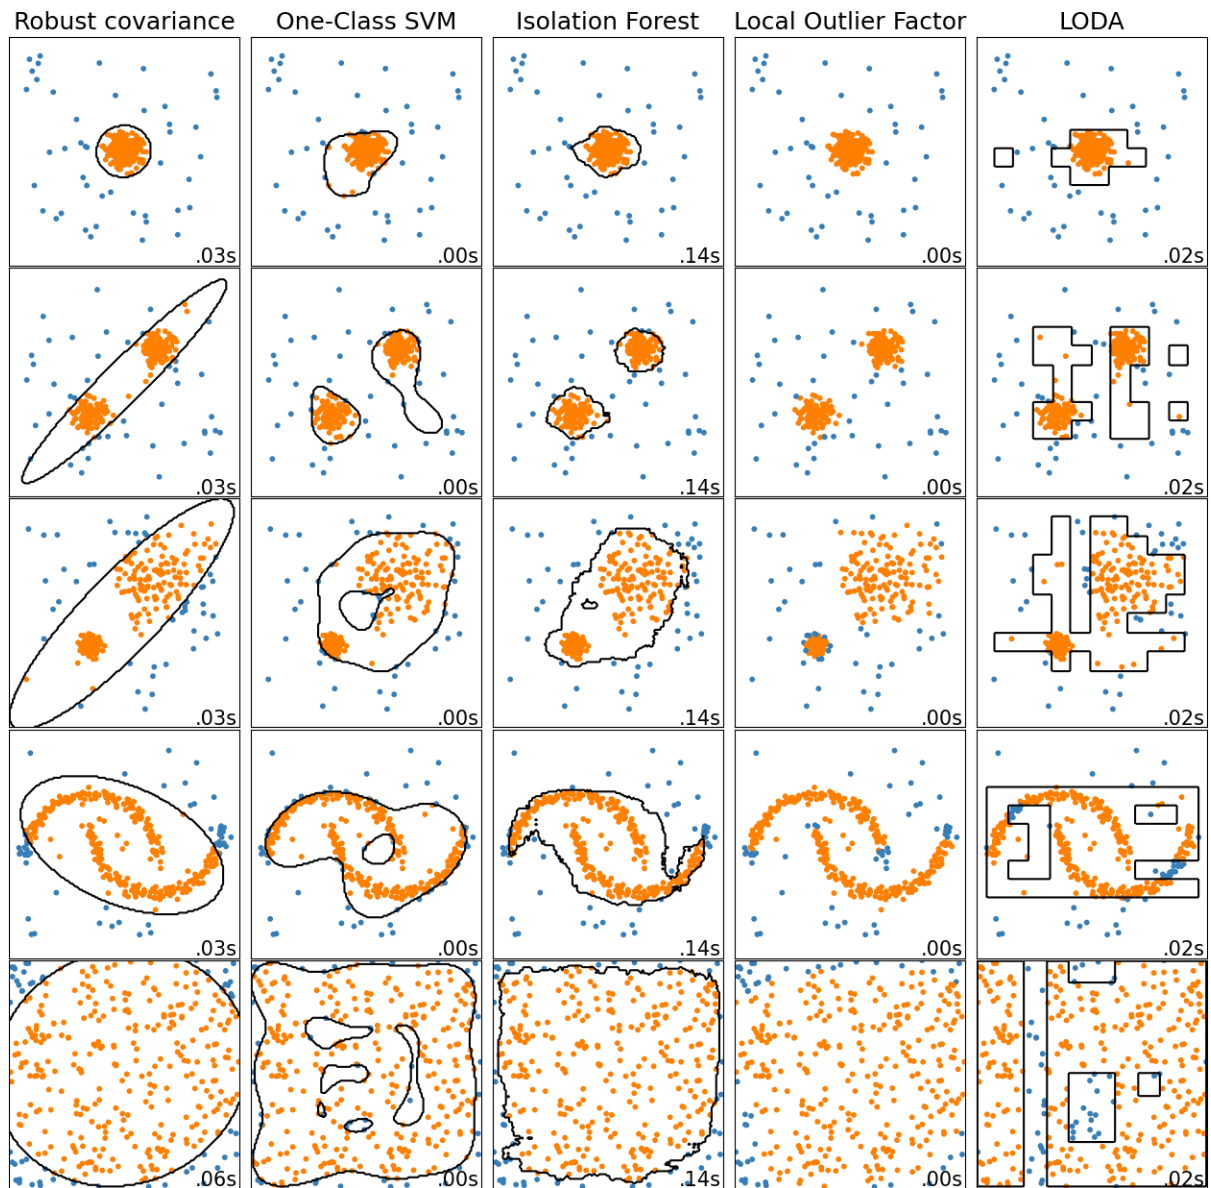 Robust covariance One-Class SVM Isolation Forest Local Outlier Factor LODA
.03s .00s .14s .00s .02s
.03s .00s .14s .00s .02s
.03s .00s .14s .00s .02s
.03s .00s .14s .00s .02s
.06s .00s .14s .00s .02s